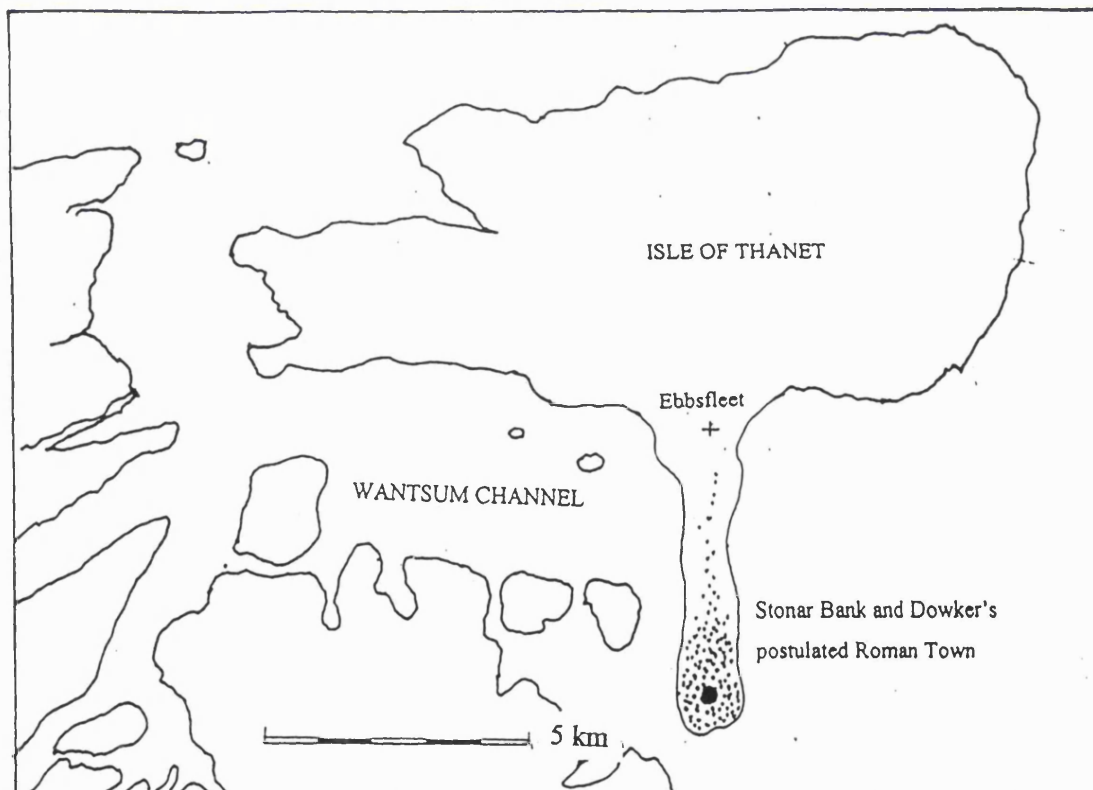 ISLE OF THANET
Ebbsfleet
WANTSUM CHANNEL
Stonar Bank and Dowker's
postulated Roman Town
5 km